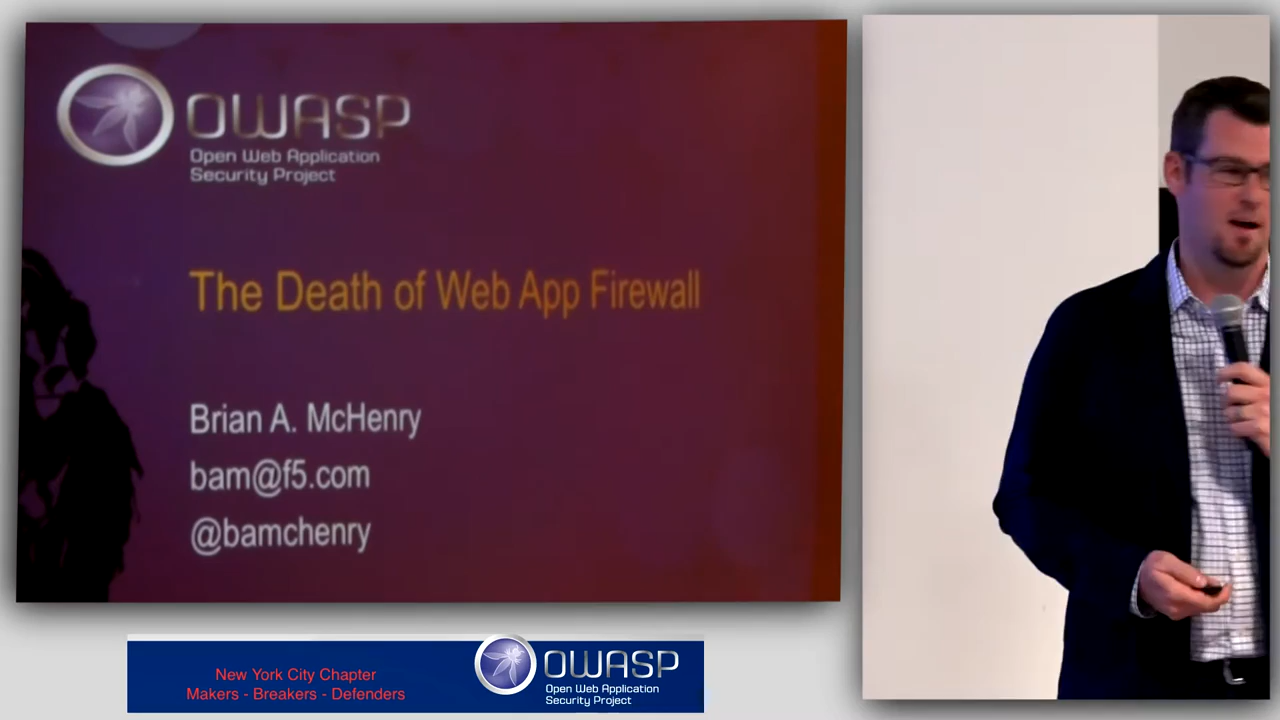 OWASP
Open Web Application
Security Project
The Death of Web App Firewall
Brian A. McHenry
bam@f5.com
@bamchenry
New York City Chapter
Makers - Breakers - Defenders
OWASP
Open Web Application
Security Project